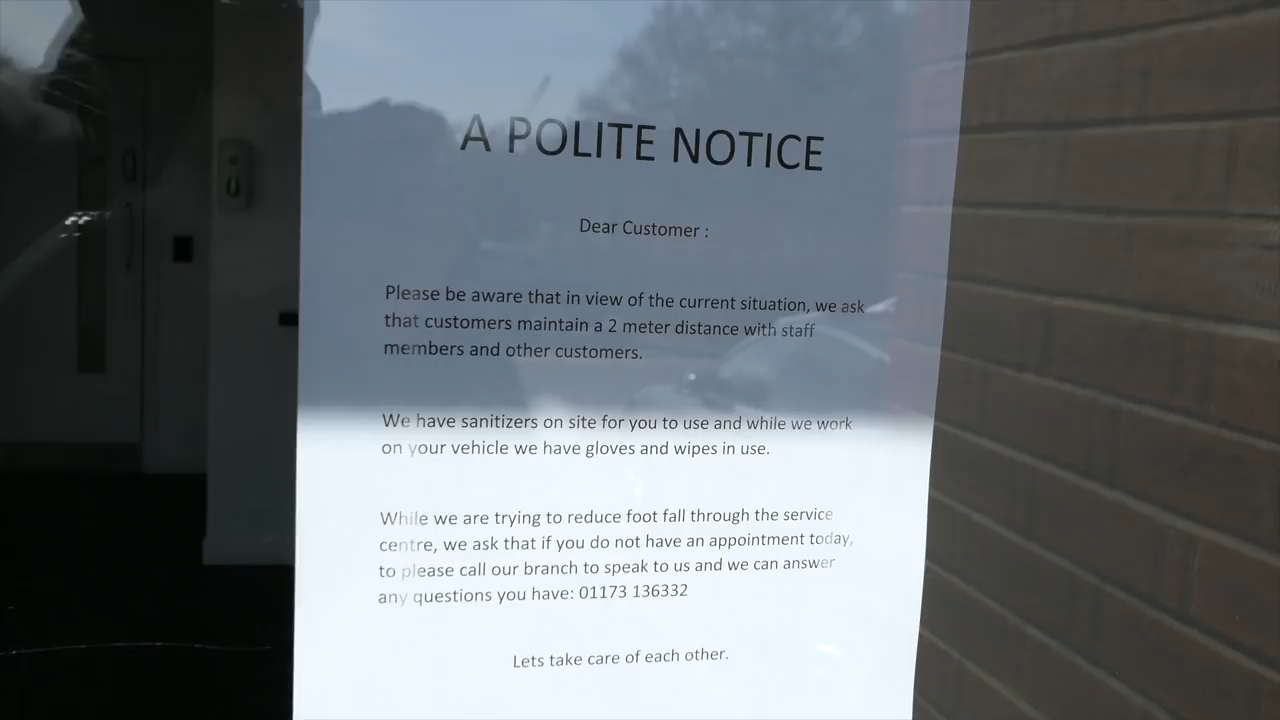 A POLITE NOTICE
Dear Customer :
Please be aware that in view of the current situation, we ask
that customers maintain a 2 meter distance with staff
members and other customers.
We have sanitizers on site for you to use and while we work
on your vehicle we have gloves and wipes in use.
While we are trying to reduce foot fall through the service
centre, we ask that if you do not have an appointment today,
to please call our branch to speak to us and we can answer
any questions you have: 01173 136332
Lets take care of each other.